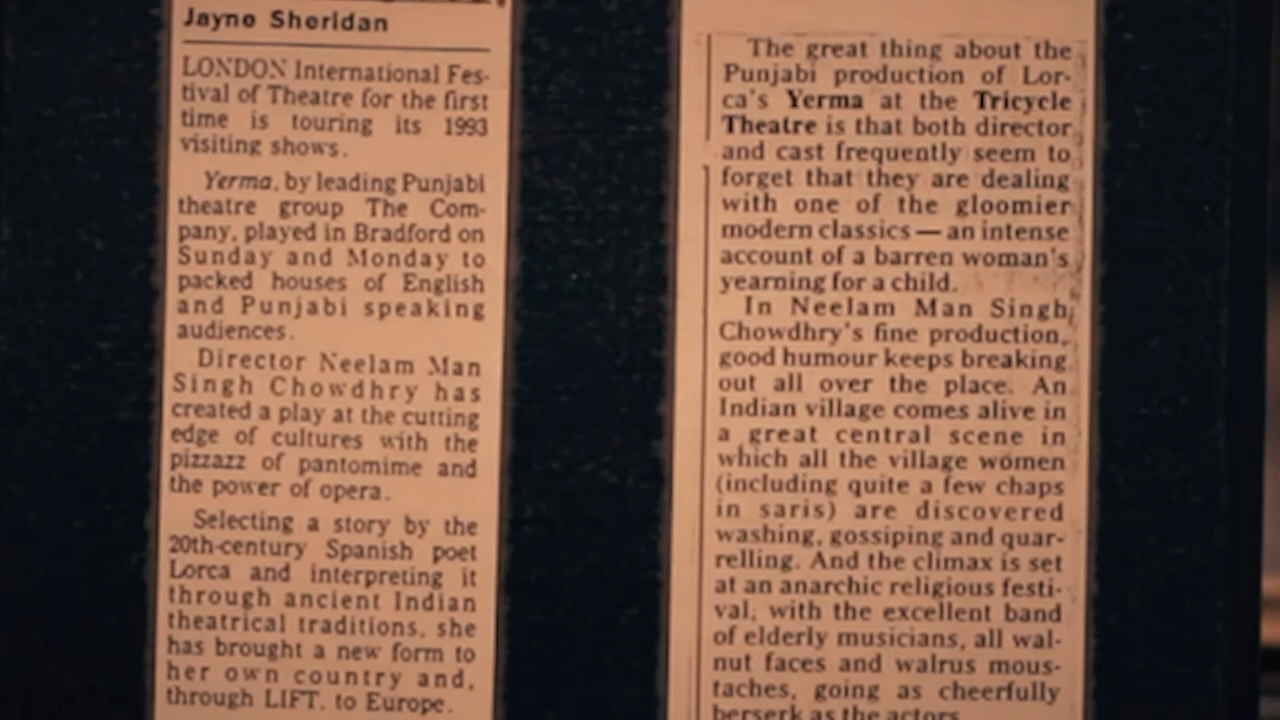 Jayne Sheridan
LONDON International Fes-
tival of Theatre for the first
time is touring its 1993
visiting shows.
Yerma, by leading Punjabi
theatre group The Com-
pany, played in Bradford on
Sunday and Monday to
packed houses of English
and Punjabi speaking
audiences.
Director Neelam Man
Singh Chowdhry has
created a play at the cutting
edge of cultures with the
pizzazz of pantomime and
the power of opera.
Selecting a story by the
20th-century Spanish poet
Lorca and interpreting it
through ancient Indian
theatrical traditions, she
has brought a new form to
her own country and,
through LIFT, to Europe.
The great thing about the
Punjabi production of Lor-
ca's Yerma at the Tricycle
Theatre is that both director
and cast frequently seem to
forget that they are dealing
with one of the gloomier
modern classics — an intense
account of a barren woman's
yearning for a child.
In Neelam Man Singh
Chowdhry's fine production,
good humour keeps breaking
out all over the place. An
Indian village comes alive in
a great central scene in
which all the village women
(including quite a few chaps
in saris) are discovered
washing, gossiping and quar-
relling. And the climax is set
at an anarchic religious festi-
val, with the excellent band
of elderly musicians, all wal-
nut faces and walrus mous-
taches, going as cheerfully
berserk as the actors.